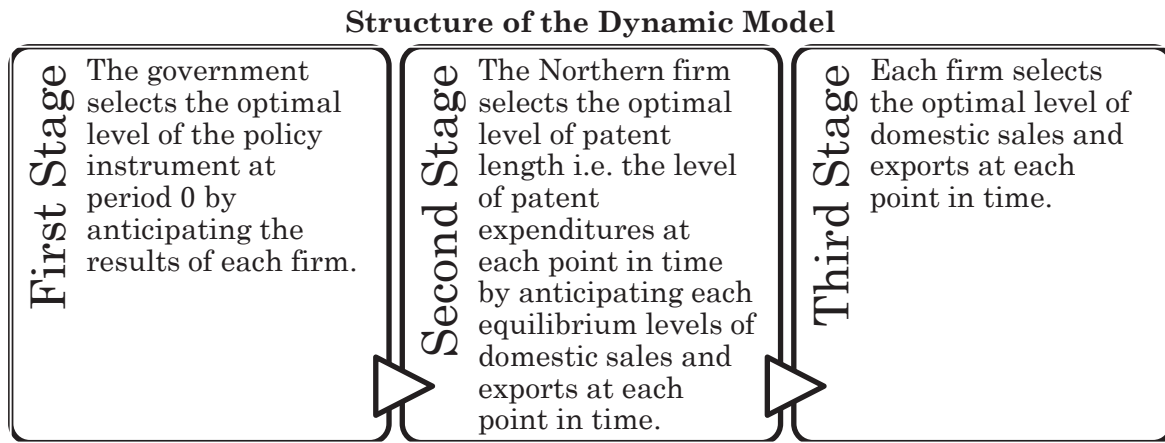 Structure of the Dynamic Model
First Stage
The government
selects the optimal
level of the policy
instrument at
period 0 by
anticipating the
results of each firm.
Second Stage
The Northern firm
selects the optimal
level of patent
length i.e. the level
of patent
expenditures at
each point in time
by anticipating each
equilibrium levels of
domestic sales and
exports at each
point in time.
Third Stage
Each firm selects
the optimal level of
domestic sales and
exports at each
point in time.